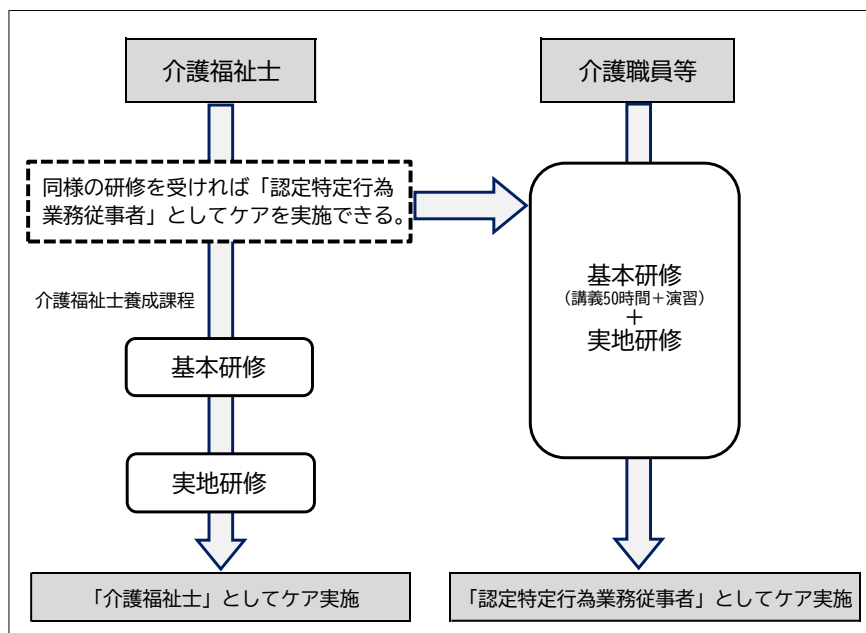 介護福祉士
介護職員等
同様の研修を受ければ「認定特定行為
業務従事者」としてケアを実施できる。
介護福祉士養成課程
基本研修
実地研修
基本研修
（講義50時間＋演習）
＋
実地研修
「介護福祉士」としてケア実施
「認定特定行為業務従事者」としてケア実施